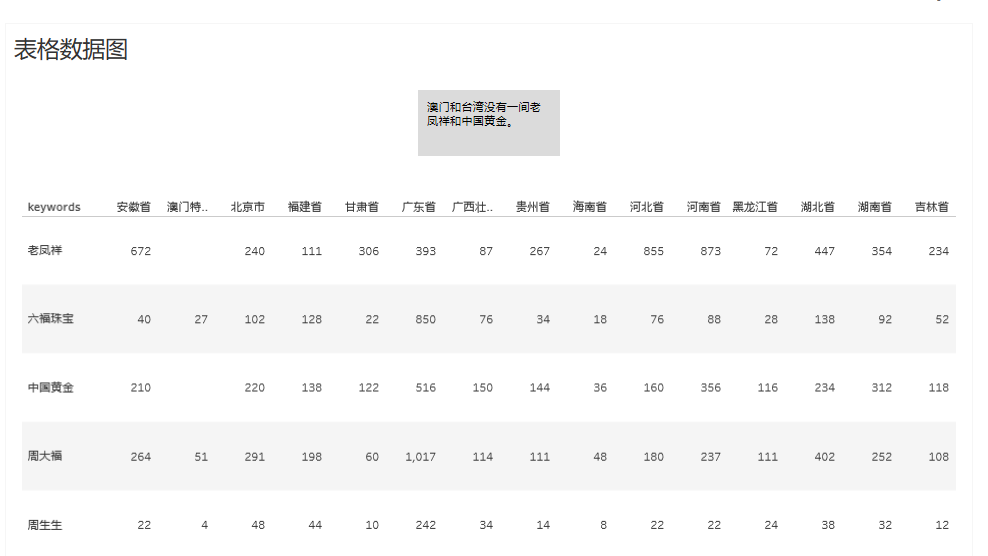 表格数据图
澳门和台湾没有一间老
凤祥和中国黄金。
keywords 安徽省 澳门特.. 北京市 福建省 甘肃省 广东省 广西壮.. 贵州省 海南省 河北省 河南省 黑龙江省 湖北省 湖南省 吉林省
老凤祥 672 240 111 306 393 87 267 24 855 873 72 447 354 234
六福珠宝 40 27 102 128 22 850 76 34 18 76 88 28 138 92 52
中国黄金 210 220 138 122 516 150 144 36 160 356 116 234 312 118
周大福 264 51 291 198 60 1,017 114 111 48 180 237 111 402 252 108
周生生 22 4 48 44 10 242 34 14 8 22 22 24 38 32 12